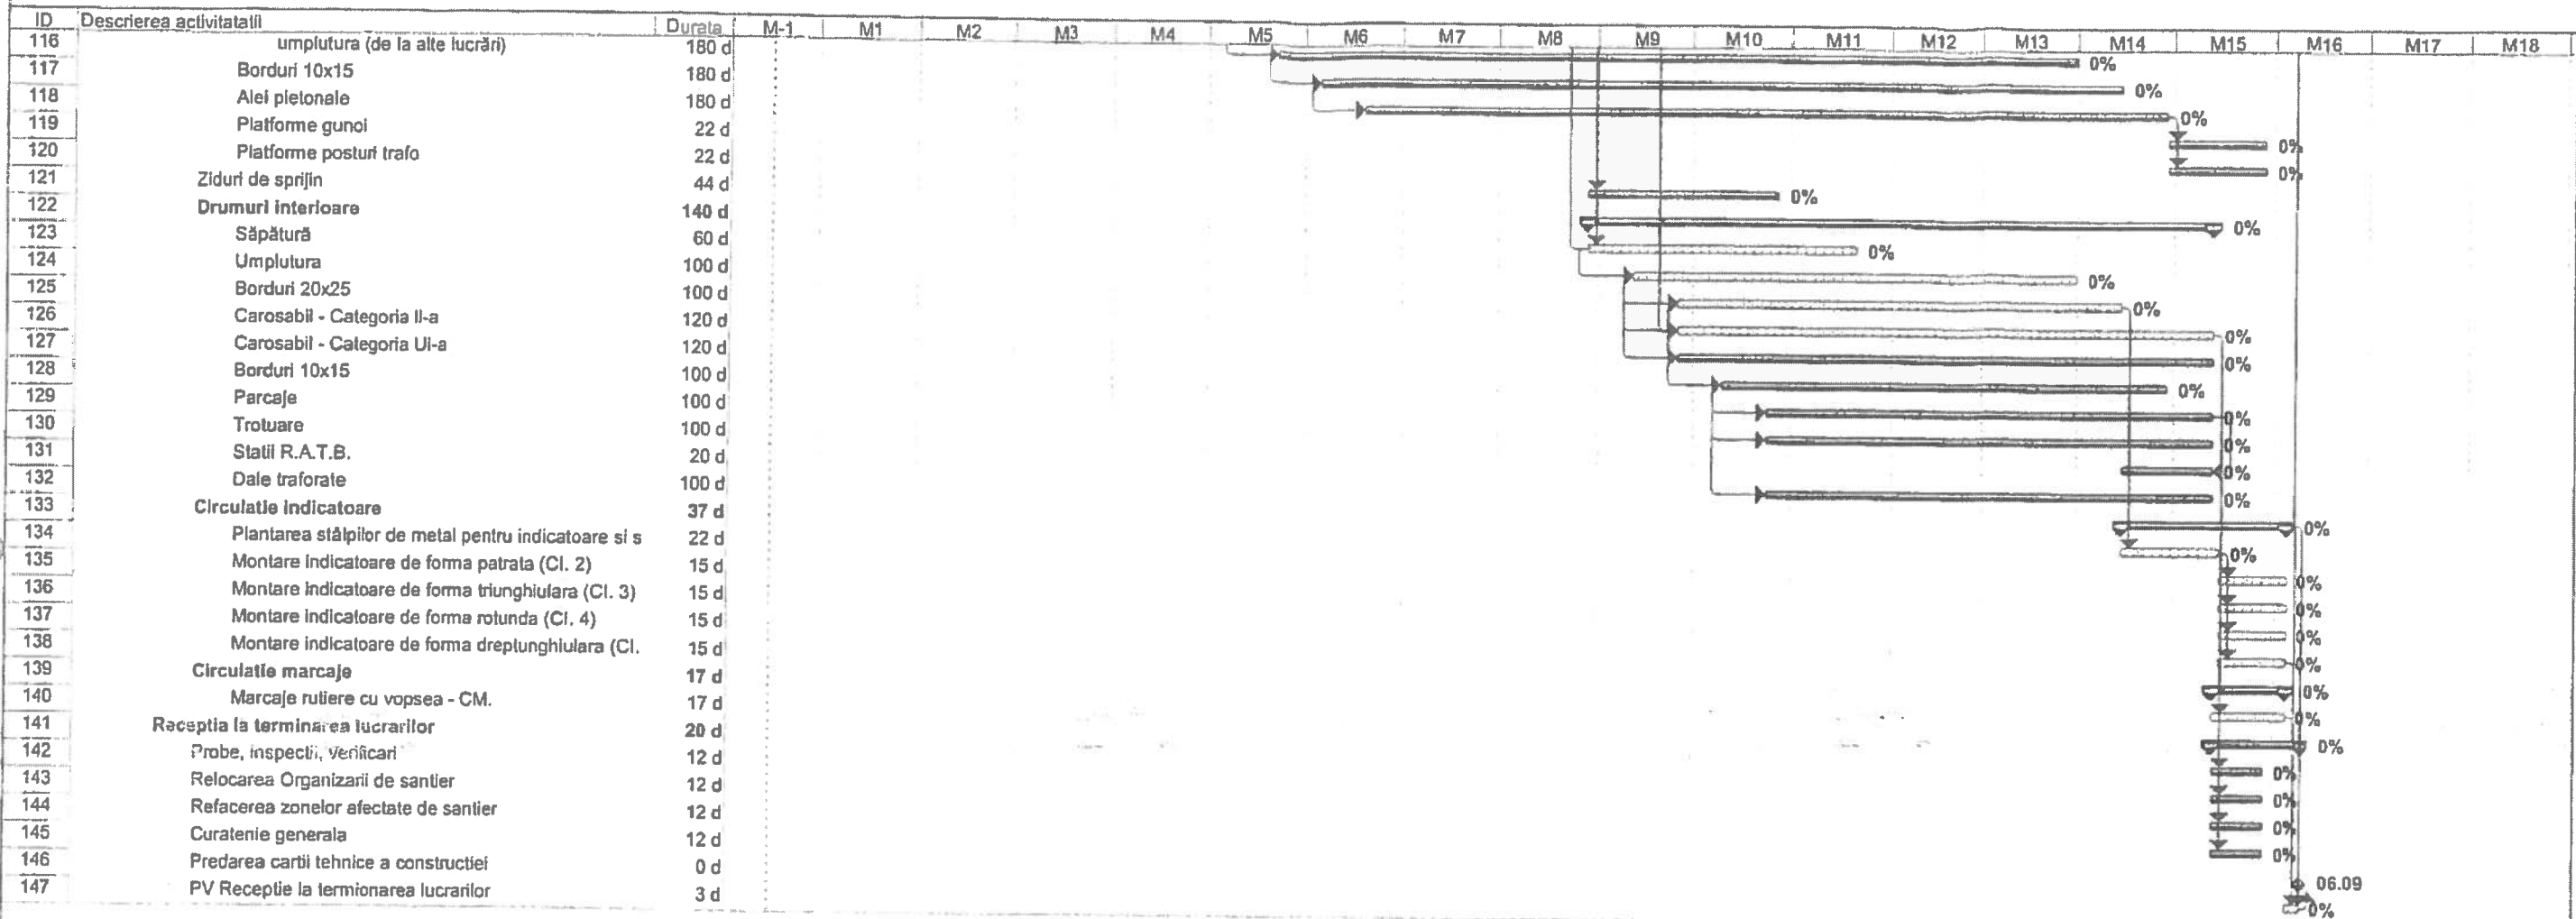 ID Descrierea activitatatii Durata M-1 M1 M2 M3 M4 M5 M6 M7 M8 M9 M10 M11 M12 M13 M14 M15 M16 M17 M18
116 umplutura (de la alte lucrări) 180 d 0%
117 Borduri 10x15 180 d 0%
118 Alei pietonale 180 d 0%
119 Platforme gunoi 22 d 0%
120 Platforme posturi trafo 22 d 0%
121 Ziduri de sprijin 44 d 0%
122 Drumuri interioare 140 d 0%
123 Săpătură 60 d 0%
124 Umplutura 100 d 0%
125 Borduri 20x25 100 d 0%
126 Carosabil - Categoria II-a 120 d 0%
127 Carosabil - Categoria UI-a 120 d 0%
128 Borduri 10x15 100 d 0%
129 Parcaje 100 d 0%
130 Trotuare 100 d 0%
131 Statii R.A.T.B. 20 d 0%
132 Dale traforate 100 d 0%
133 Circulatie indicatoare 37 d 0%
134 Plantarea stâlpilor de metal pentru indicatoare si s 22 d 0%
135 Montare indicatoare de forma patrata (Cl. 2) 15 d 0%
136 Montare indicatoare de forma triunghiulara (Cl. 3) 15 d 0%
137 Montare indicatoare de forma rotunda (Cl. 4) 15 d 0%
138 Montare indicatoare de forma dreptunghiulara (Cl. 15 d 0%
139 Circulatie marcaje 17 d 0%
140 Marcaje rutiere cu vopsea - CM. 17 d 0%
141 Receptia la terminarea lucrarilor 20 d 0%
142 Probe, inspectii, verificari 12 d 0%
143 Relocarea Organizarii de santier 12 d 0%
144 Refacerea zonelor afectate de santier 12 d 0%
145 Curatenie generala 12 d 0%
146 Predarea cartii tehnice a constructiei 0 d 06.09
147 PV Receptie la termionarea lucrarilor 3 d 0%